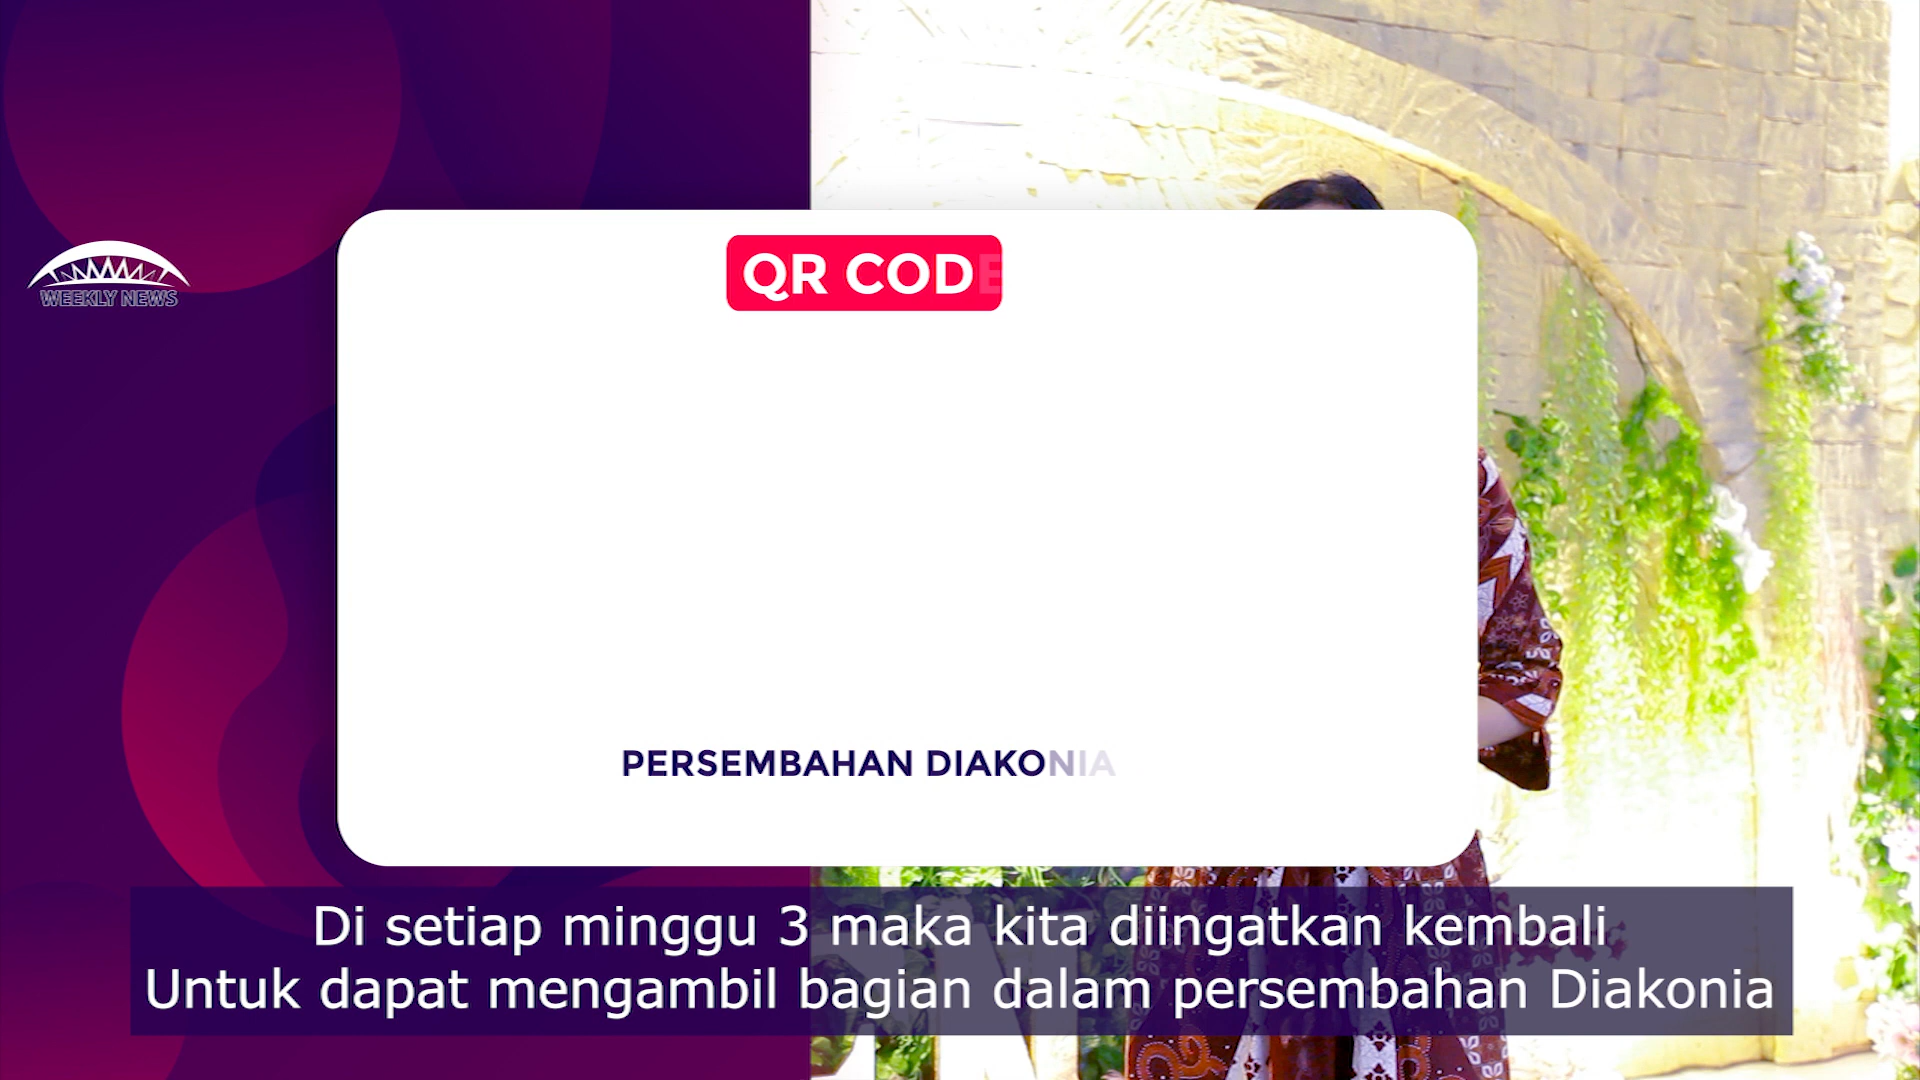 QR CODE
WEEKLY NEWS
PERSEMBAHAN DIAKONIA
Di setiap minggu 3 maka kita diingatkan kembali
Untuk dapat mengambil bagian dalam persembahan Diakonia